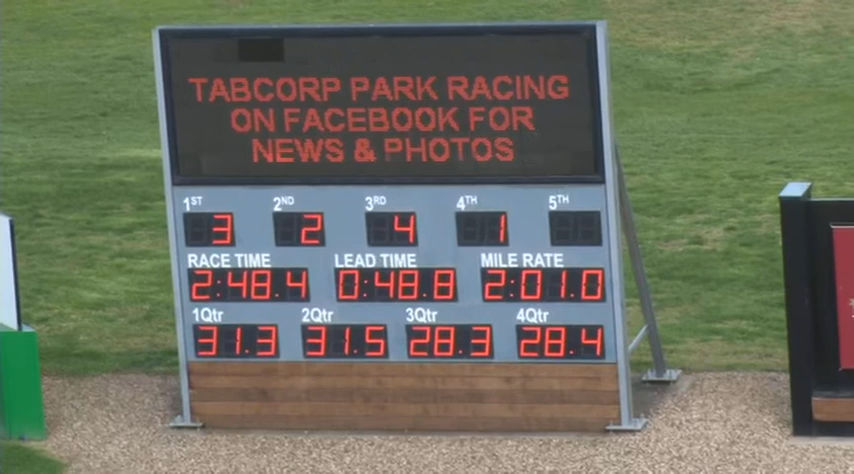 TABCORP PARK RACING
ON FACEBOOK FOR
NEWS & PHOTOS
1ST 2ND 3RD 4TH 5TH
3 2 4 1
RACE TIME LEAD TIME MILE RATE
2:48.4 0:48.8 2:01.0
1Qtr 2Qtr 3Qtr 4Qtr
31.3 31.5 28.3 28.4